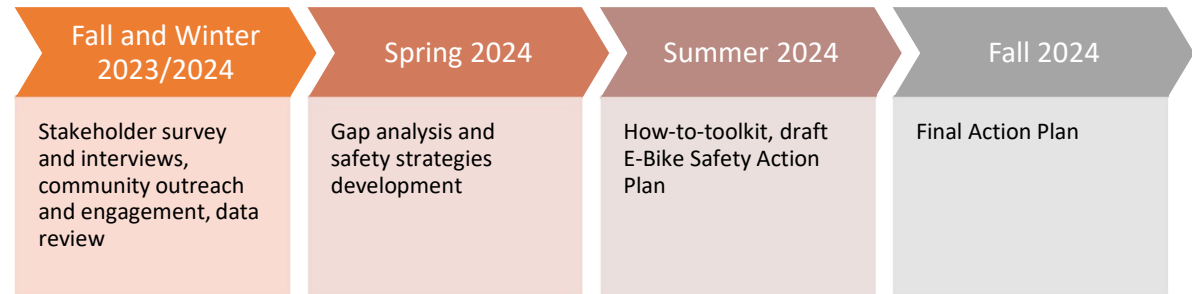 Fall and Winter
2023/2024
Stakeholder survey
and interviews,
community outreach
and engagement, data
review
Spring 2024
Gap analysis and
safety strategies
development
Summer 2024
How-to-toolkit, draft
E-Bike Safety Action
Plan
Fall 2024
Final Action Plan